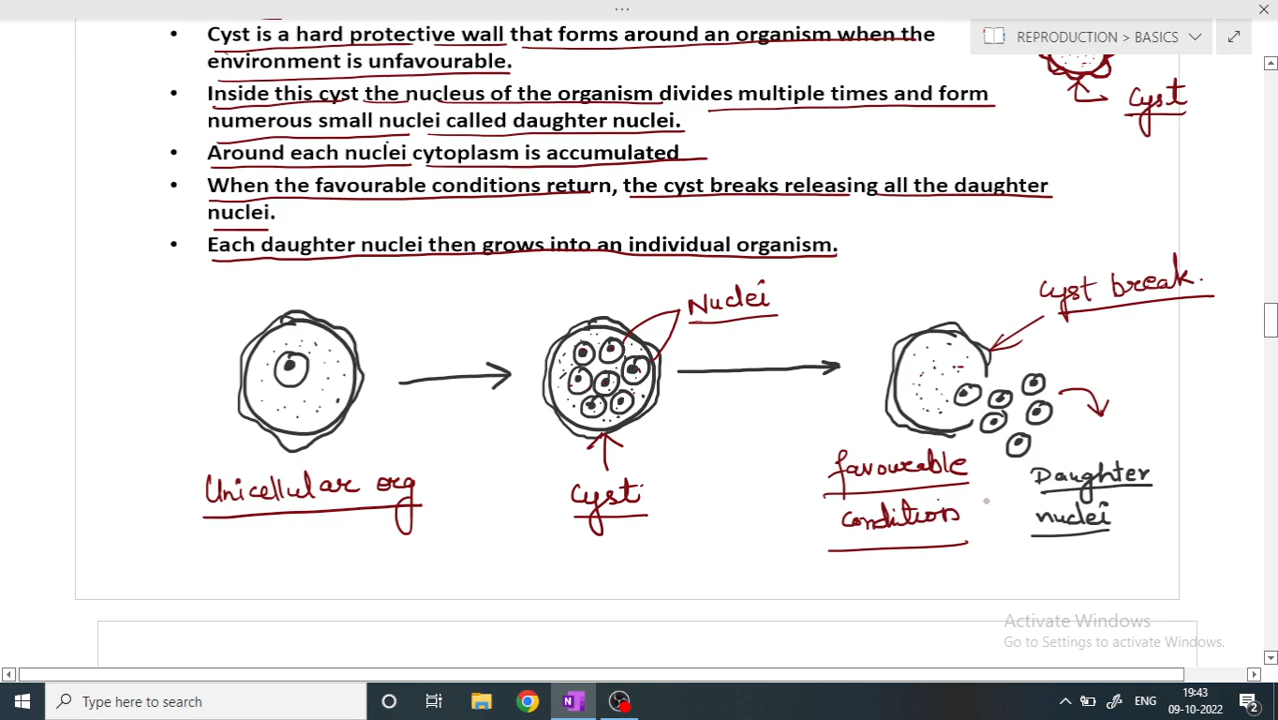 REPRODUCTION > BASICS
• Cyst is a hard protective wall that forms around an organism when the
environment is unfavourable.
Cyst
• Inside this cyst the nucleus of the organism divides multiple times and form
numerous small nuclei called daughter nuclei.
• Around each nuclei cytoplasm is accumulated
• When the favourable conditions return, the cyst breaks releasing all the daughter
nuclei.
• Each daughter nuclei then grows into an individual organism.
Nuclei
Cyst break.
Unicellular org
Cyst
favourable
condition
Daughter
nuclei
Activate Windows
Go to Settings to activate Windows.
Type here to search
ENG
19:43
09-10-2022
2